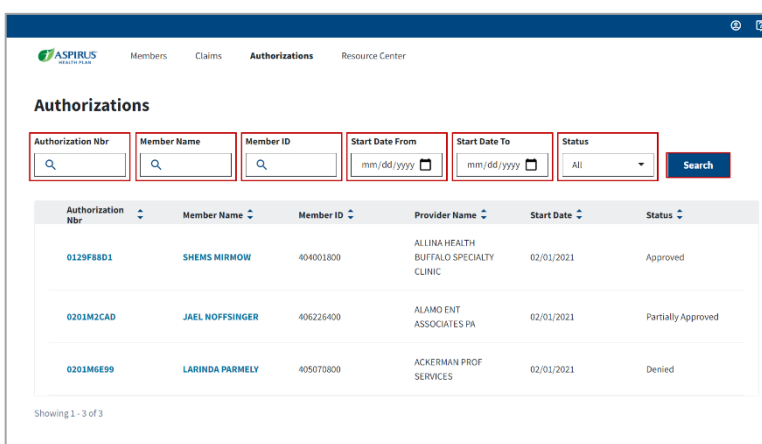 ASPIRUS
HEALTH PLAN
Members Claims Authorizations Resource Center
Authorizations
Authorization Nbr Member Name Member ID Start Date From Start Date To Status
mm/dd/yyyy mm/dd/yyyy All Search
Authorization
Nbr
Member Name Member ID Provider Name Start Date Status
ALLINA HEALTH
0129F88D1 SHEMS MIRMOW 404001800 BUFFALO SPECIALTY 02/01/2021 Approved
CLINIC
ALAMO ENT
0201M2CAD JAEL NOFFSINGER 406226400 ASSOCIATES PA 02/01/2021 Partially Approved
ACKERMAN PROF
0201M6E99 LARINDA PARMELY 405070800 SERVICES 02/01/2021 Denied
Showing 1 - 3 of 3